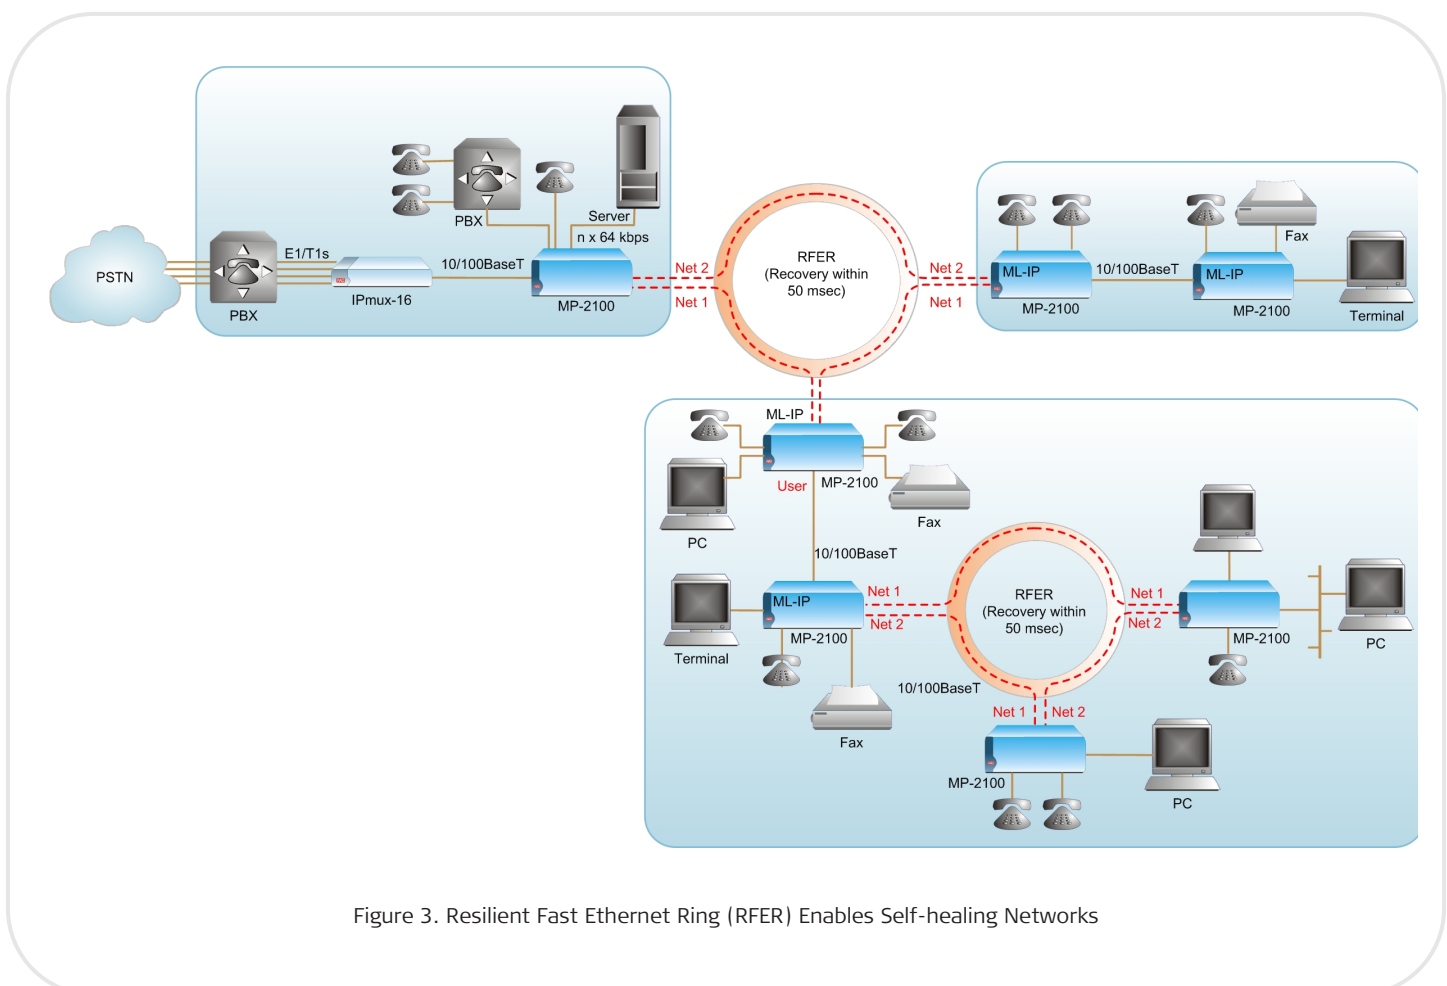 PSTN
PBX
E1/T1s
IPmux-16
10/100BaseT
PBX
Server
n x 64 kbps
MP-2100
Net 2
Net 1
RFER
(Recovery within
50 msec)
Net 2
Net 1
ML-IP
MP-2100
10/100BaseT
ML-IP
MP-2100
Fax
Terminal
ML-IP
MP-2100
User
PC
Fax
10/100BaseT
ML-IP
MP-2100
Terminal
Fax
Net 1
Net 2
RFER
(Recovery within
50 msec)
10/100BaseT
Net 1
Net 2
Net 1
Net 2
MP-2100
PC
MP-2100
PC
Figure 3. Resilient Fast Ethernet Ring (RFER) Enables Self-healing Networks